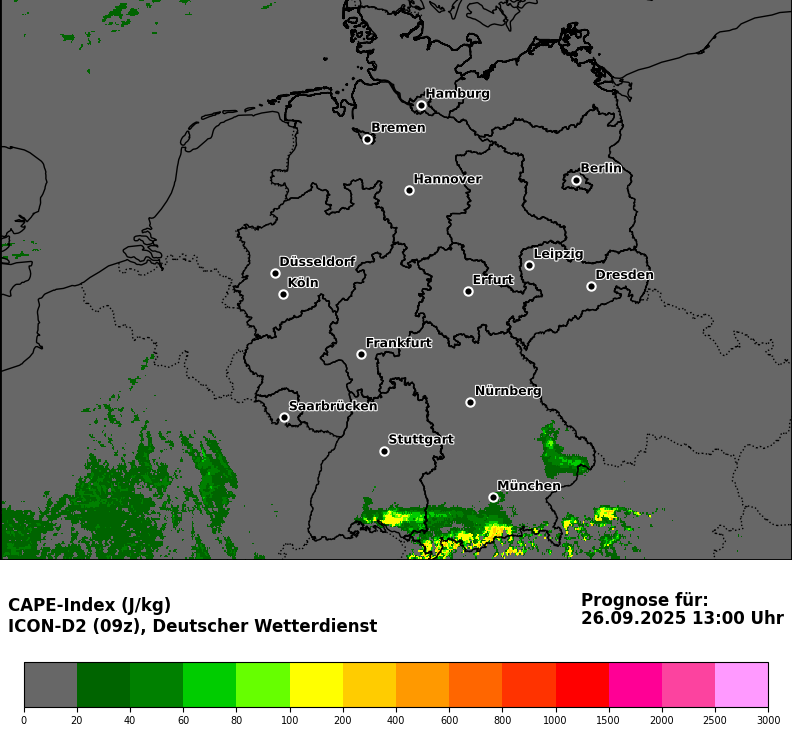 Hamburg
Bremen
Berlin
Hannover
Leipzig
Düsseldorf
Dresden
Köln
Erfurt
Frankfurt
Nürnberg
Saarbrücken
Stuttgart
München
CAPE-Index (J/kg)
ICON-D2 (09z), Deutscher Wetterdienst
Prognose für:
26.09.2025 13:00 Uhr
0 20 40 60 80 100 200 400 600 800 1000 1500 2000 2500 3000